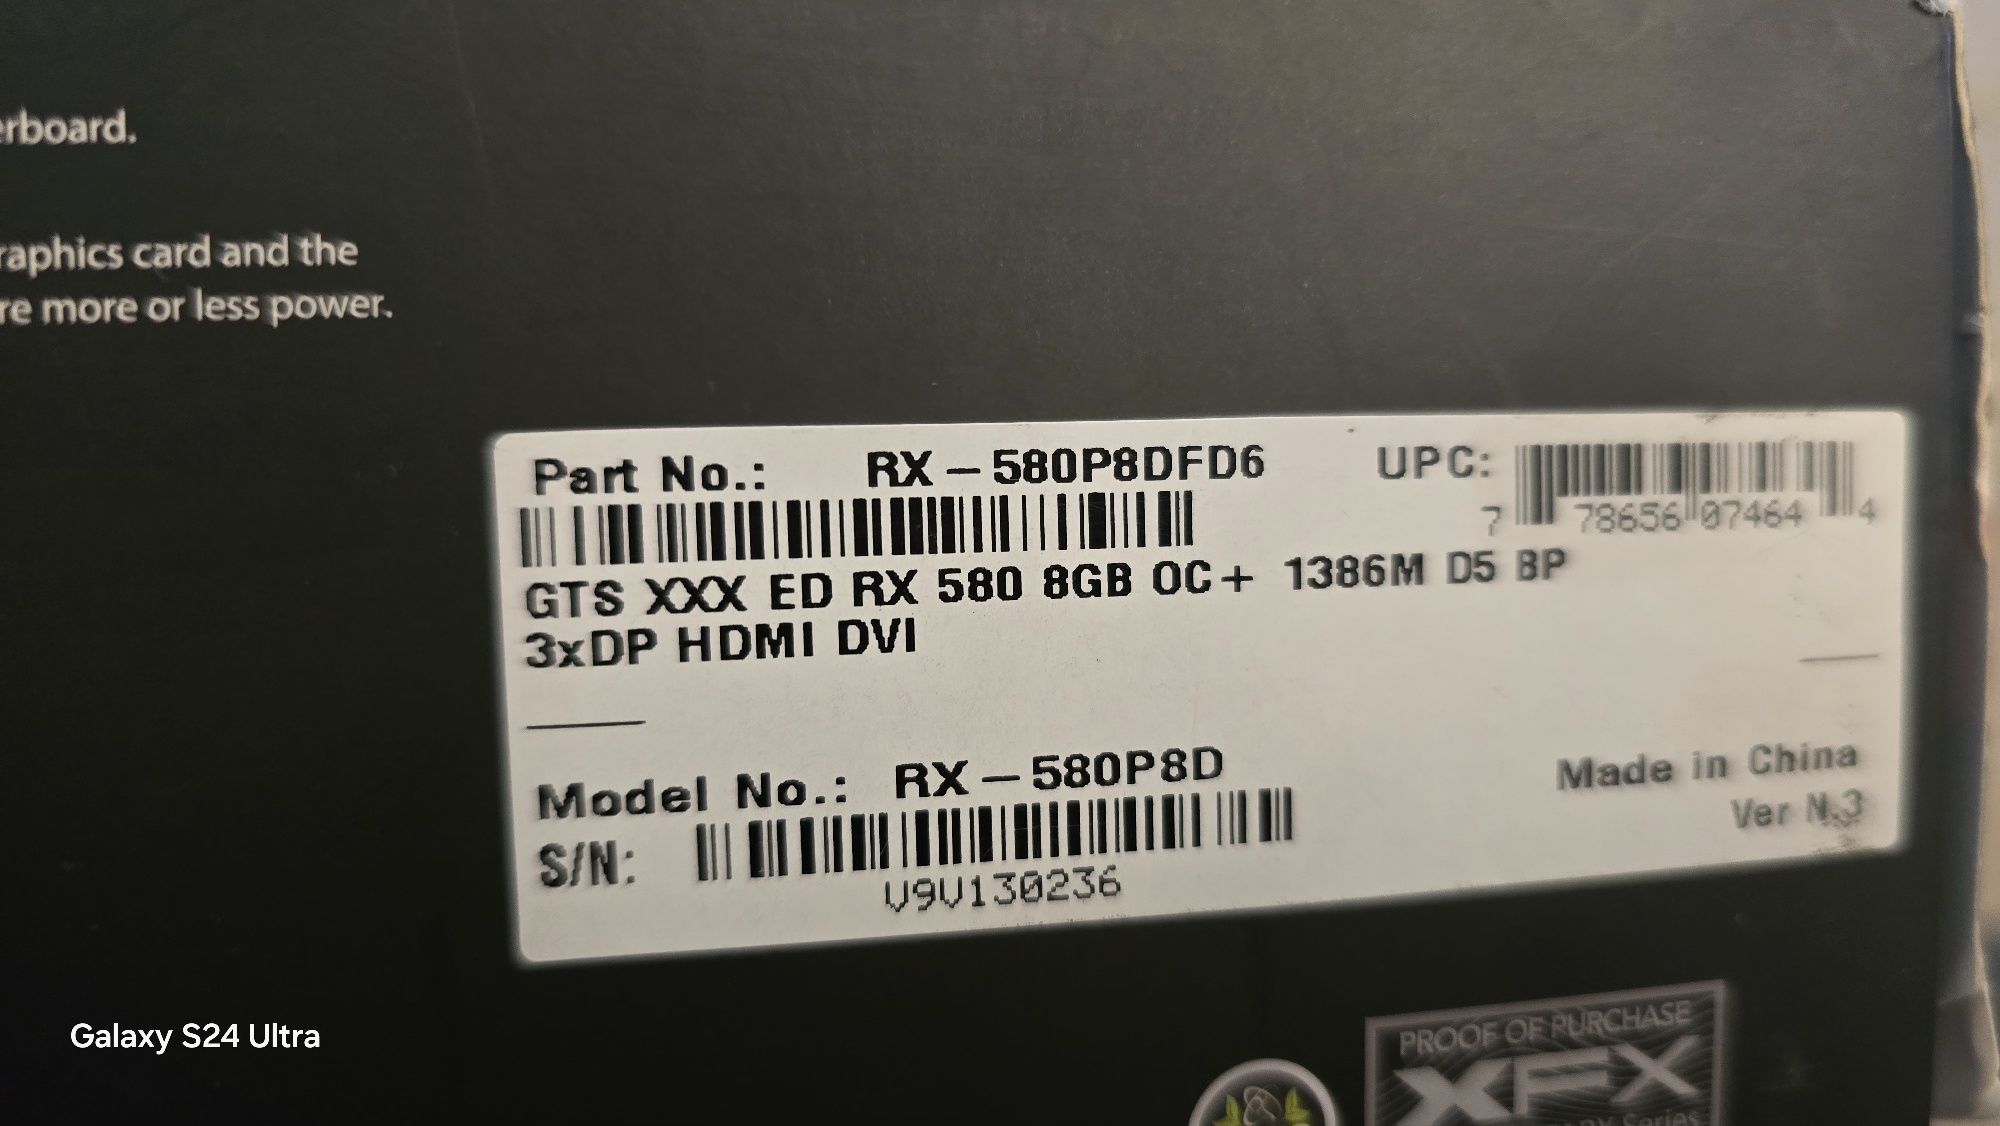 erboard.
raphics card and the
re more or less power.
Part No.: RX-580P8DFD6
UPC:
7 78656 07464 4
GTS XXX ED RX 580 8GB OC+ 1386M D5 BP
3xDP HDMI DVI
Model No.: RX-580P8D
Made in China
Ver N.3
S/N:
V9V130236
PROOF OF PURCHASE
XFX
Series
Galaxy S24 Ultra